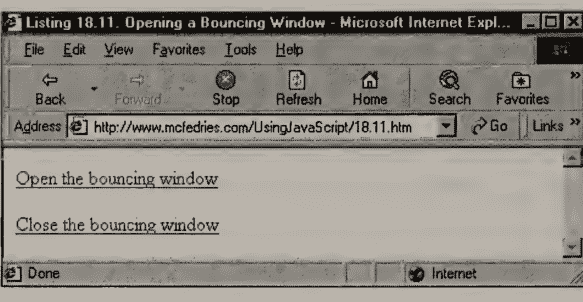 Listing 18.11. Opening a Bouncing Window - Microsoft Internet Expl...
File Edit View Favorites Tools Help
Back Forward Stop Refresh Home Search Favorites »
Address http://www.mcfedries.com/UsingJavaScript/18.11.htm Go Links »
Open the bouncing window
Close the bouncing window
Done Internet